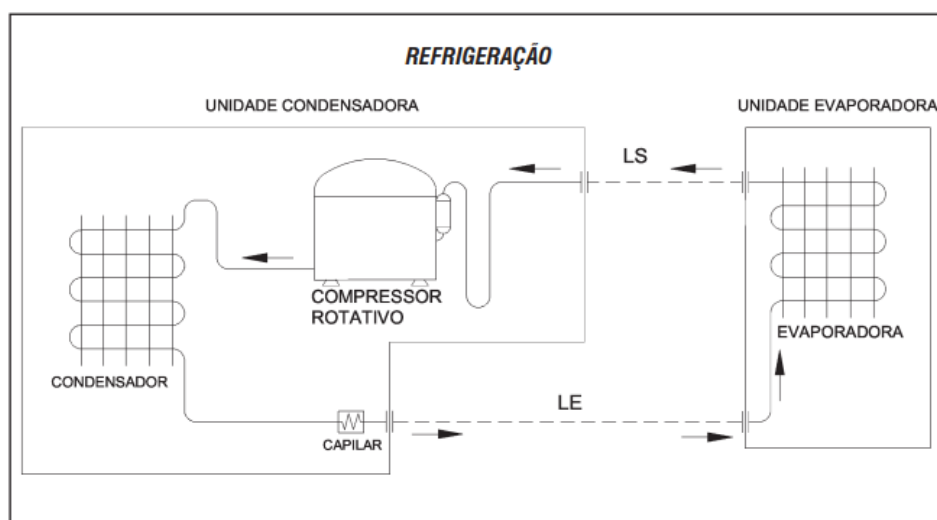 REFRIGERAÇÃO
UNIDADE CONDENSADORA
UNIDADE EVAPORADORA
LS
COMPRESSOR
ROTATIVO
EVAPORADORA
CONDENSADOR
LE
CAPILAR